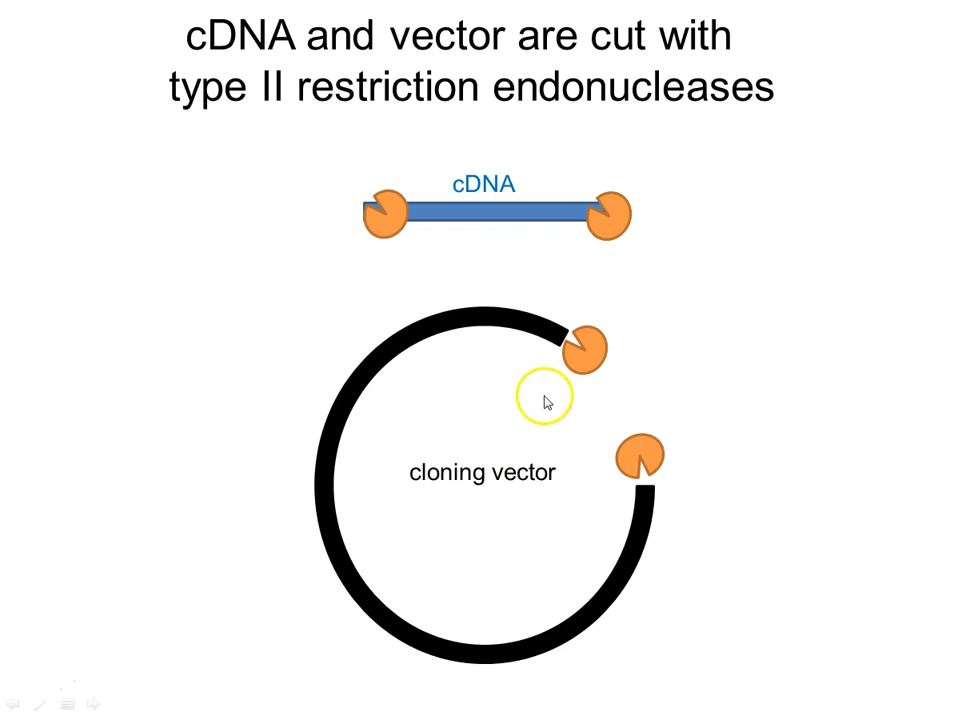 cDNA and vector are cut with
type II restriction endonucleases
cDNA
cloning vector